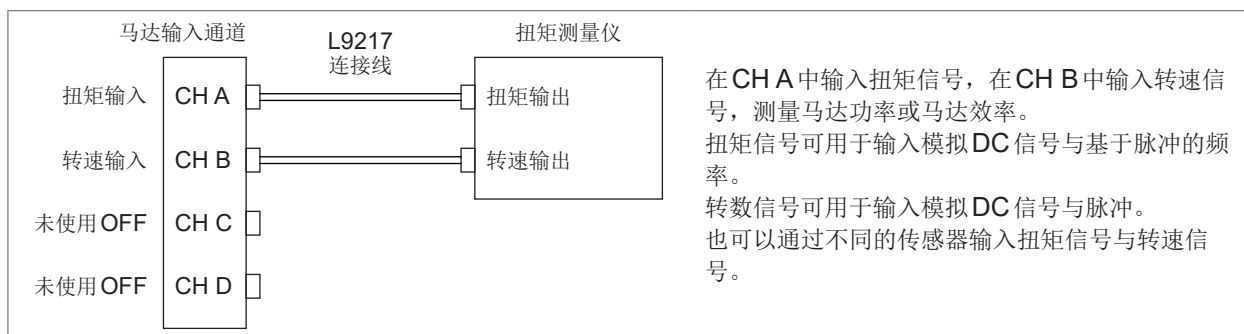 马达输入通道
L9217
连接线
扭矩测量仪
扭矩输入 CH A 扭矩输出
转速输入 CH B 转速输出
未使用OFF CH C
未使用OFF CH D
在CH A中输入扭矩信号，在CH B中输入转速信
号，测量马达功率或马达效率。
扭矩信号可用于输入模拟DC信号与基于脉冲的频
率。
转数信号可用于输入模拟DC信号与脉冲。
也可以通过不同的传感器输入扭矩信号与转速信
号。